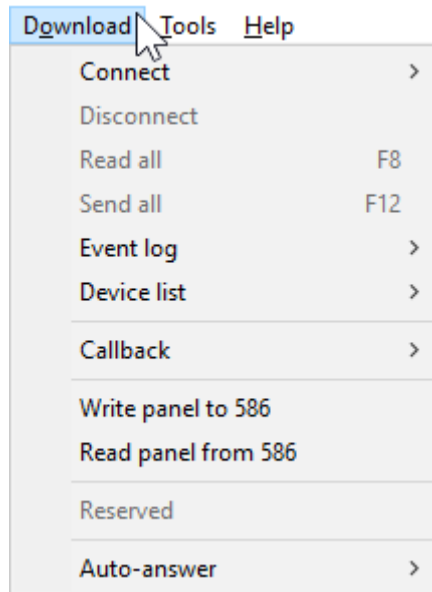 Download Tools Help
Connect >
Disconnect
Read all F8
Send all F12
Event log >
Device list >
Callback >
Write panel to 586
Read panel from 586
Reserved
Auto-answer >